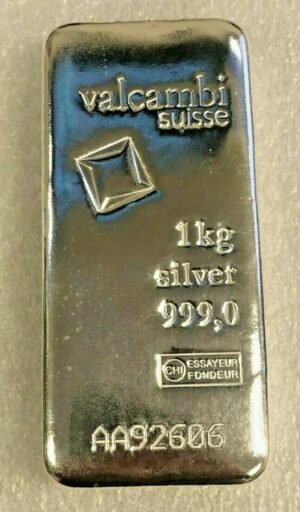 valcambi
suisse
1kg
silver
999,0
CHI ESSAYEUR
FONDEUR
AA92606